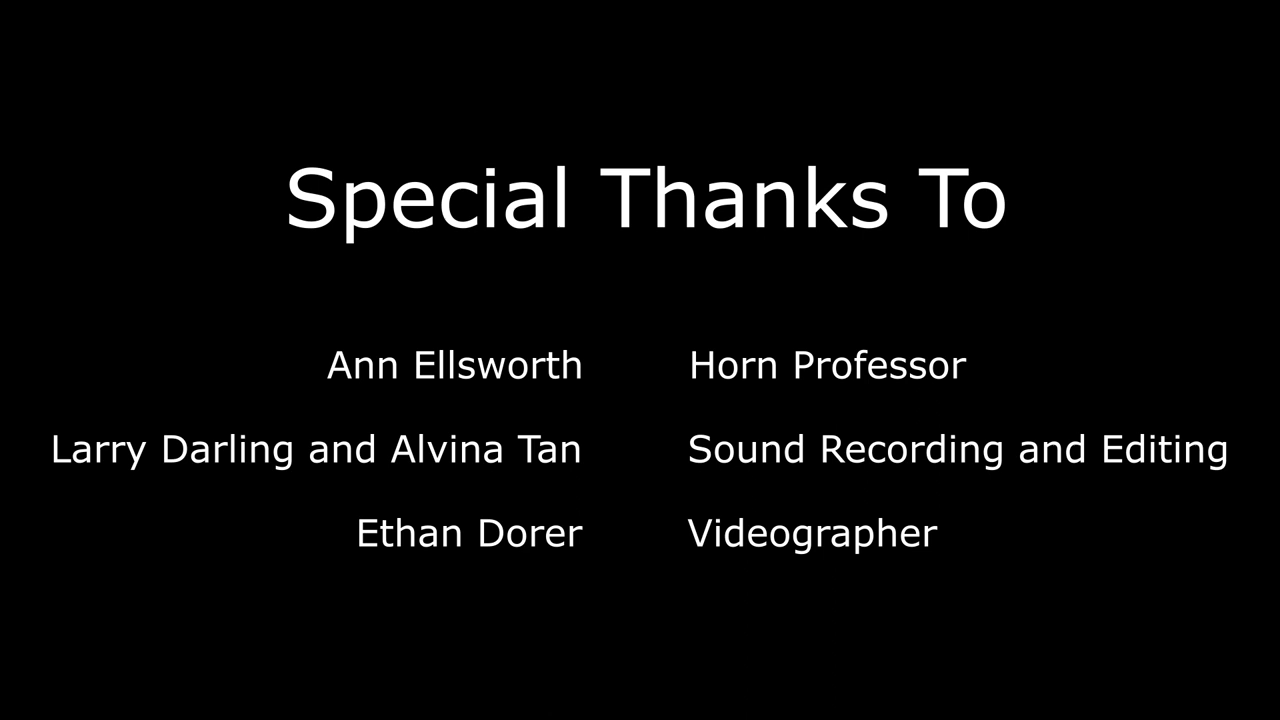 Special Thanks To
Ann Ellsworth Horn Professor
Larry Darling and Alvina Tan Sound Recording and Editing
Ethan Dorer Videographer